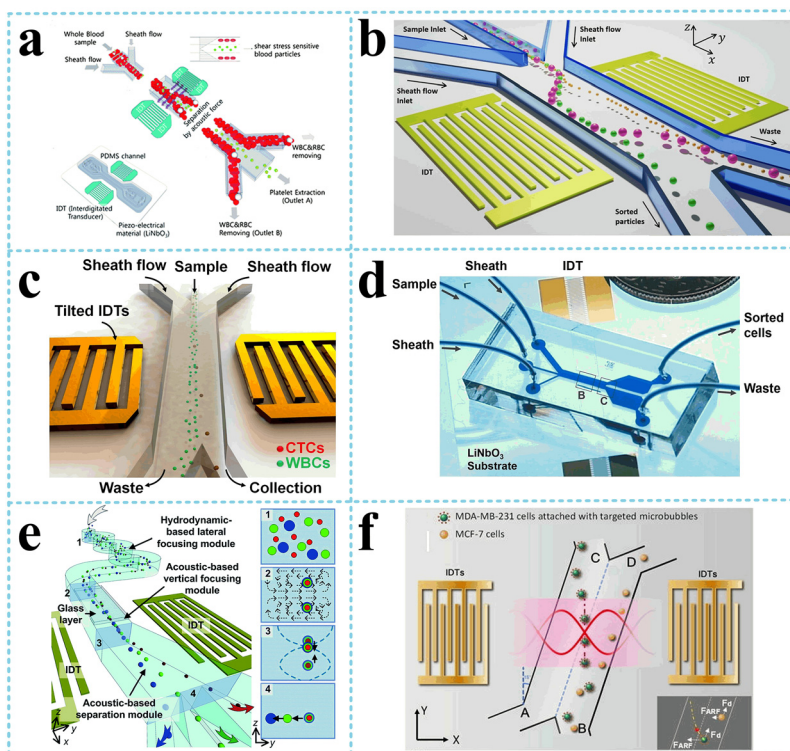 a
Whole Blood
sample
Sheath flow
Sheath flow
shear stress sensitive
blood particles
Separation
by acoustic force
WBC&RBC
removing
PDMS channel
Platelet Extraction
(Outlet A)
IDT (Interdigitated
Transducer)
Piezo-electrical
material (LiNbO3)
WBC&RBC
Removing (Outlet B)
b
Sample Inlet
Sheath flow
Inlet
z
y
x
IDT
Sheath flow
Inlet
Waste
IDT
Sorted
particles
c
Sheath flow
Sample
Sheath flow
Tilted IDTs
CTCs
WBCs
Waste
Collection
d
Sheath
IDT
Sample
Sorted
cells
Sheath
B
C
Waste
LiNbO3
Substrate
e
Hydrodynamic-
based lateral
focusing module
1
Acoustic-based
vertical focusing
module
2
Glass
layer
3
IDT
IDT
Acoustic-based
separation module
4
z
y
x
1
2
3
4
z
y
f
MDA-MB-231 cells attached with targeted microbubbles
MCF-7 cells
IDTs
C
D
IDTs
A
B
Y
X
Fd
FARF
Fd
FARF